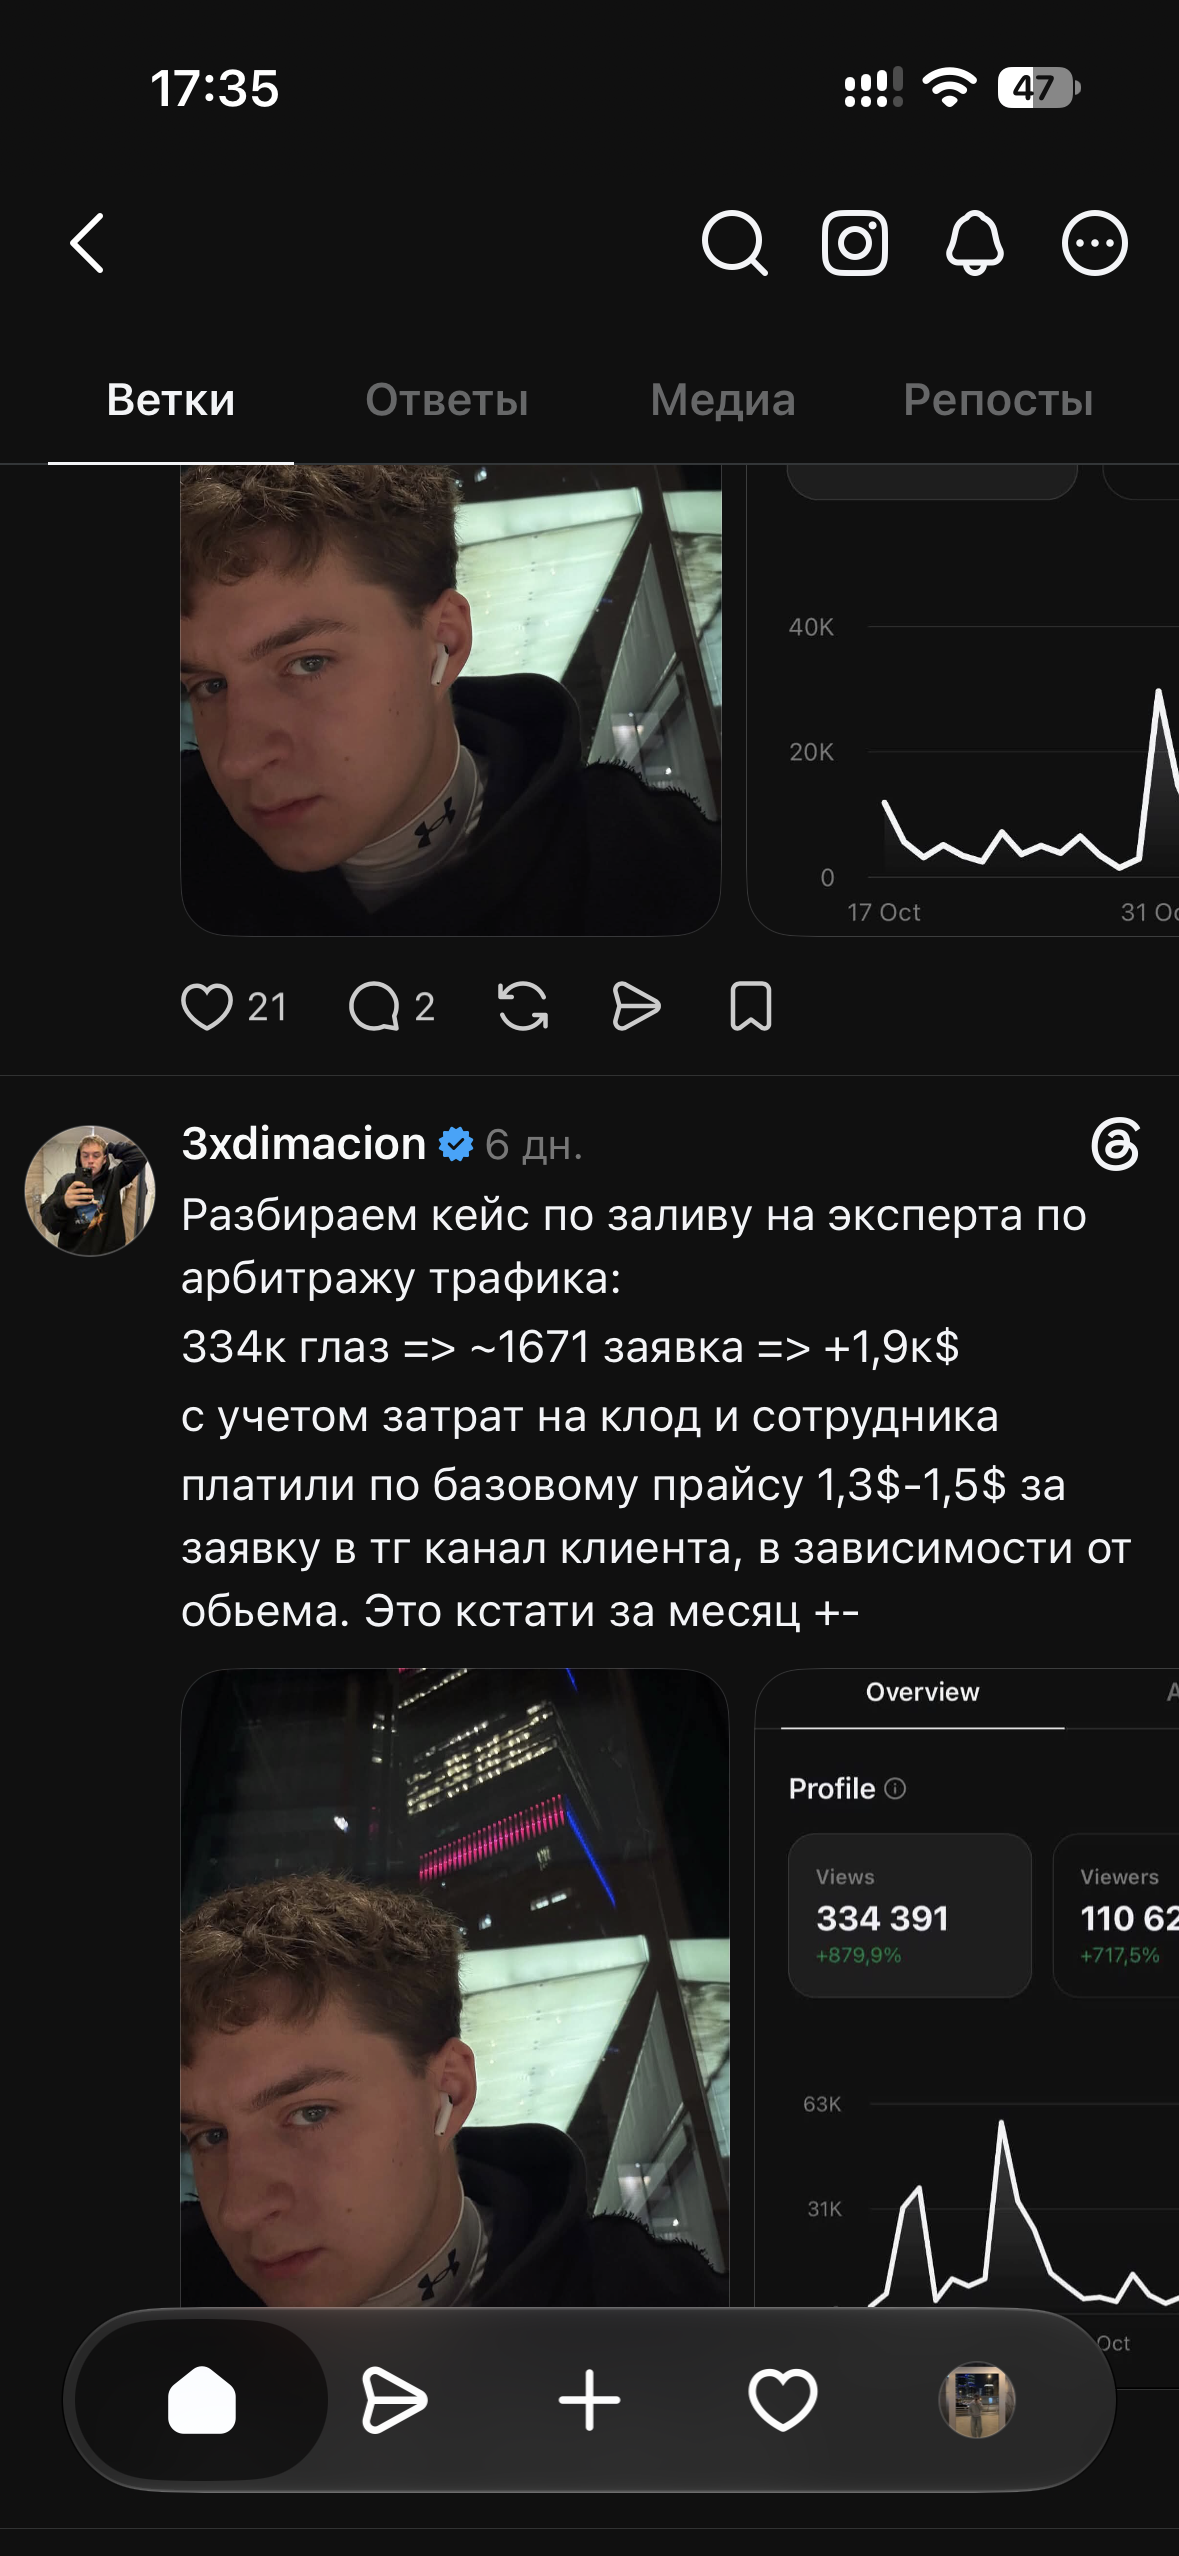 17:35
47
Ветки Ответы Медиа Репосты
40K
20K
0
17 Oct
21 2
3xdimacion 6 дн.
Разбираем кейс по заливу на эксперта по
арбитражу трафика:
334к глаз => ~1671 заявка => +1,9к$
с учетом затрат на клод и сотрудника
платили по базовому прайсу 1,3$-1,5$ за
заявку в тг канал клиента, в зависимости от
обьема. Это кстати за месяц +-
Overview
Profile
Views Viewers
334 391
+879,9% +717,5%
63K
31K
Oct